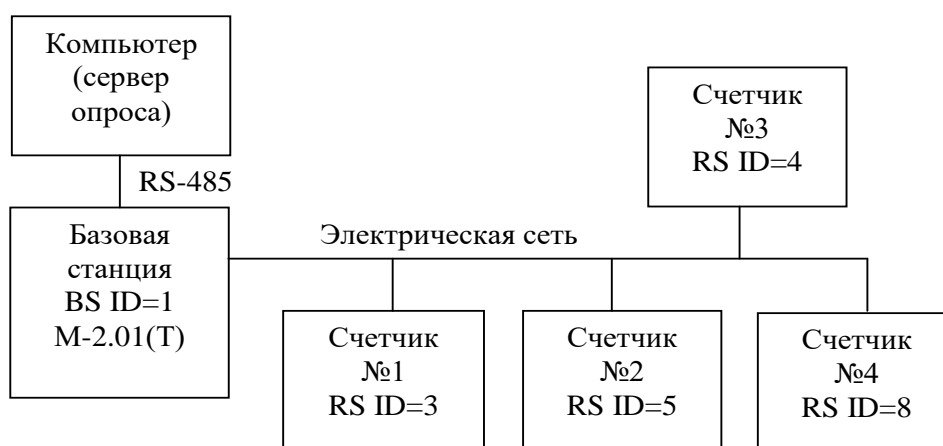 Компьютер
(сервер
опроса)
RS-485
Базовая
станция
BS ID=1
М-2.01(Т)
Электрическая сеть
Счетчик
№3
RS ID=4
Счетчик
№1
RS ID=3
Счетчик
№2
RS ID=5
Счетчик
№4
RS ID=8